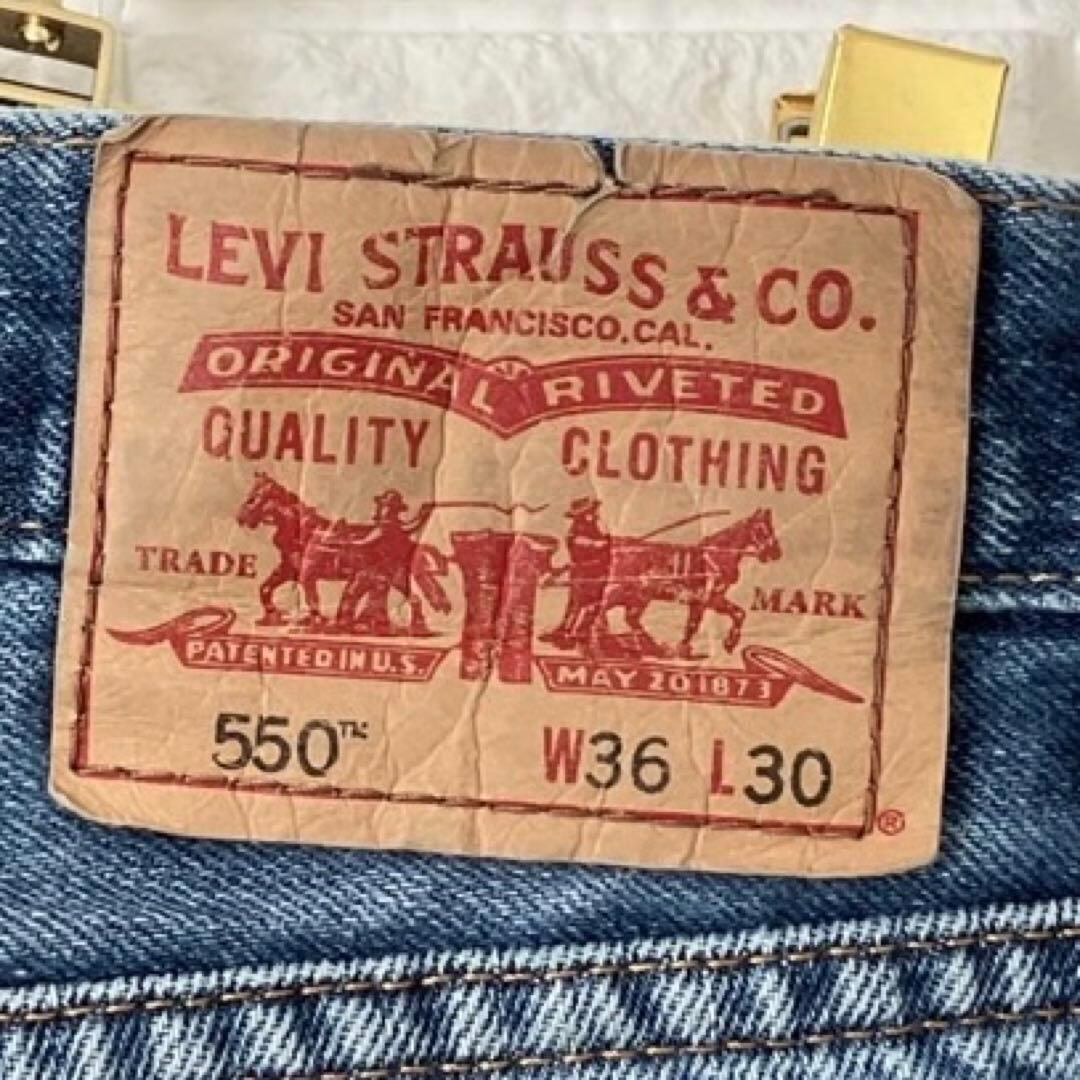 LEVI STRAUSS & CO.
SAN FRANCISCO, CAL.
ORIGINAL RIVETED
QUALITY CLOTHING
TRADE MARK
PATENTED IN U.S. MAY 20 1873
550™ W36 L30
®